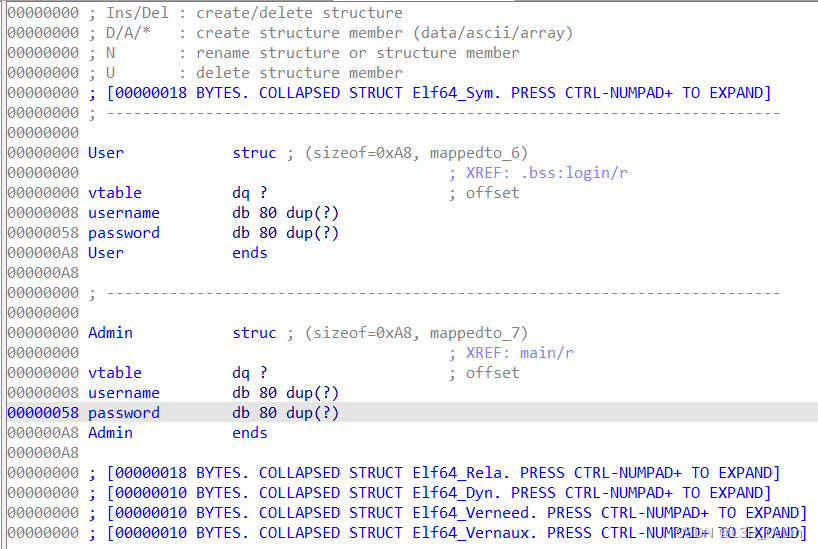 00000000 ; Ins/Del : create/delete structure
00000000 ; D/A/*   : create structure member (data/ascii/array)
00000000 ; N       : rename structure or structure member
00000000 ; U       : delete structure member
00000000 ; [00000018 BYTES. COLLAPSED STRUCT Elf64_Sym. PRESS CTRL-NUMPAD+ TO EXPAND]
00000000 ; ---------------------------------------------------------------------------
00000000
00000000 User            struc ; (sizeof=0xA8, mappedto_6)
00000000                                         ; XREF: .bss:login/r
00000000 vtable          dq ?                    ; offset
00000008 username        db 80 dup(?)
00000058 password        db 80 dup(?)
000000A8 User            ends
000000A8
00000000 ; ---------------------------------------------------------------------------
00000000
00000000 Admin           struc ; (sizeof=0xA8, mappedto_7)
00000000                                         ; XREF: main/r
00000000 vtable          dq ?                    ; offset
00000008 username        db 80 dup(?)
00000058 password        db 80 dup(?)
000000A8 Admin           ends
000000A8
00000000 ; [00000018 BYTES. COLLAPSED STRUCT Elf64_Rela. PRESS CTRL-NUMPAD+ TO EXPAND]
00000000 ; [00000010 BYTES. COLLAPSED STRUCT Elf64_Dyn. PRESS CTRL-NUMPAD+ TO EXPAND]
00000000 ; [00000010 BYTES. COLLAPSED STRUCT Elf64_Verneed. PRESS CTRL-NUMPAD+ TO EXPAND]
00000000 ; [00000010 BYTES. COLLAPSED STRUCT Elf64_Vernaux. PRESS CTRL-NUMPAD+ TO EXPAND]